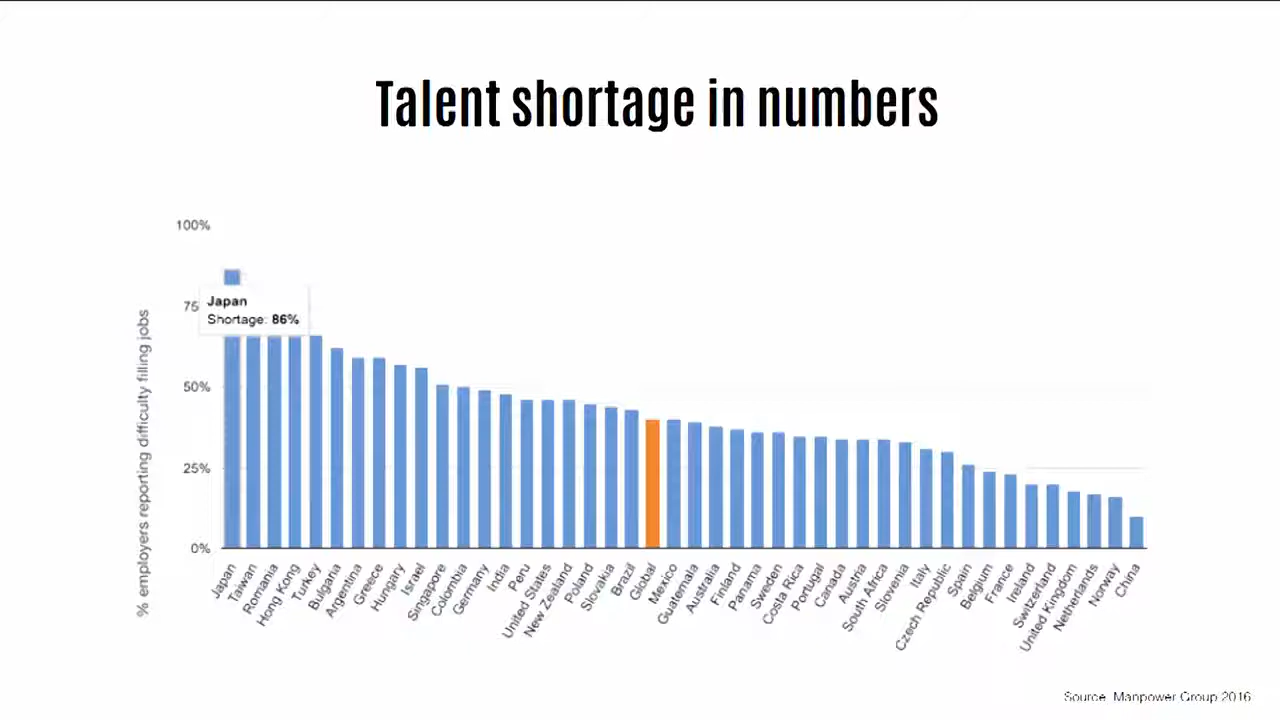 Talent shortage in numbers
100%
Japan
Shortage: 86%
75
50%
25%
0%
% employers reporting difficulty filling jobs
Japan
Taiwan
Romania
Hong Kong
Turkey
Bulgaria
Argentina
Greece
Hungary
Israel
Singapore
Colombia
Germany
India
Peru
United States
New Zealand
Poland
Slovakia
Brazil
Global
Mexico
Guatemala
Australia
Finland
Panama
Sweden
Costa Rica
Portugal
Canada
Austria
South Africa
Slovenia
Italy
Czech Republic
Spain
Belgium
France
Ireland
Switzerland
United Kingdom
Netherlands
Norway
China
Source: Manpower Group 2016